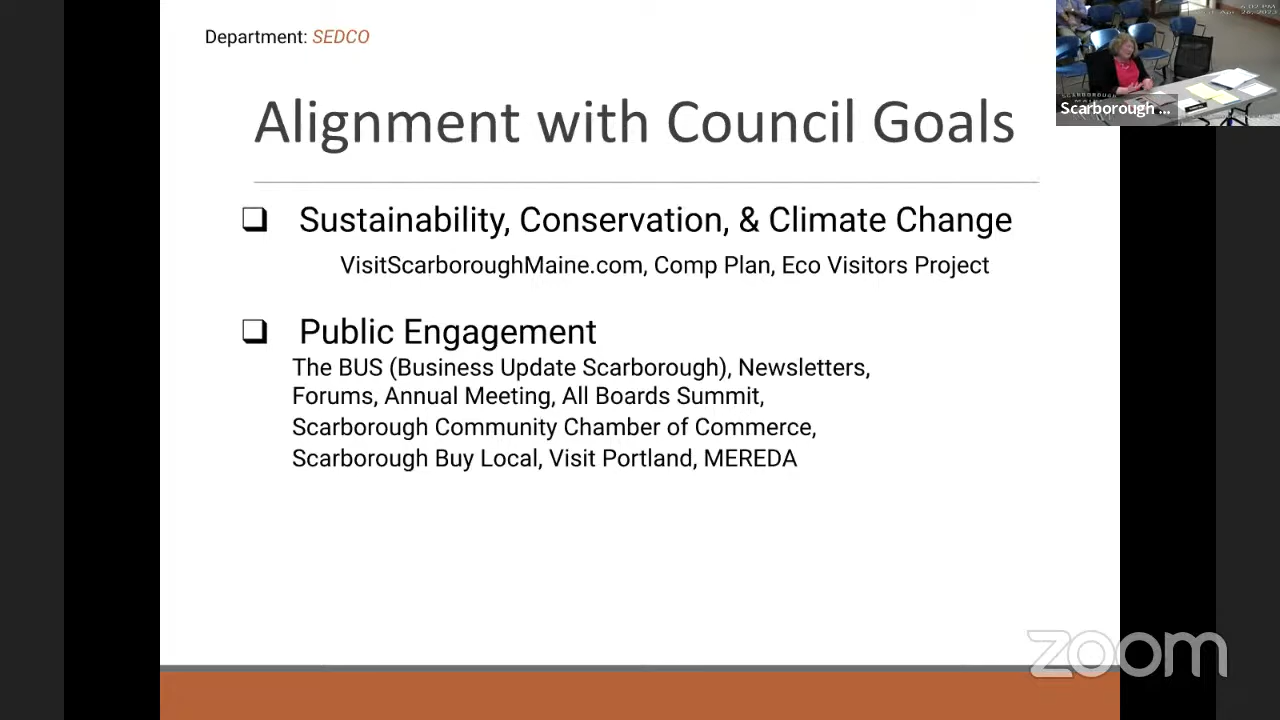 Department: SEDCO
Alignment with Council Goals
❑ Sustainability, Conservation, & Climate Change
VisitScarboroughMaine.com, Comp Plan, Eco Visitors Project
❑ Public Engagement
The BUS (Business Update Scarborough), Newsletters,
Forums, Annual Meeting, All Boards Summit,
Scarborough Community Chamber of Commerce,
Scarborough Buy Local, Visit Portland, MEREDA
Scarborough ...
zoom